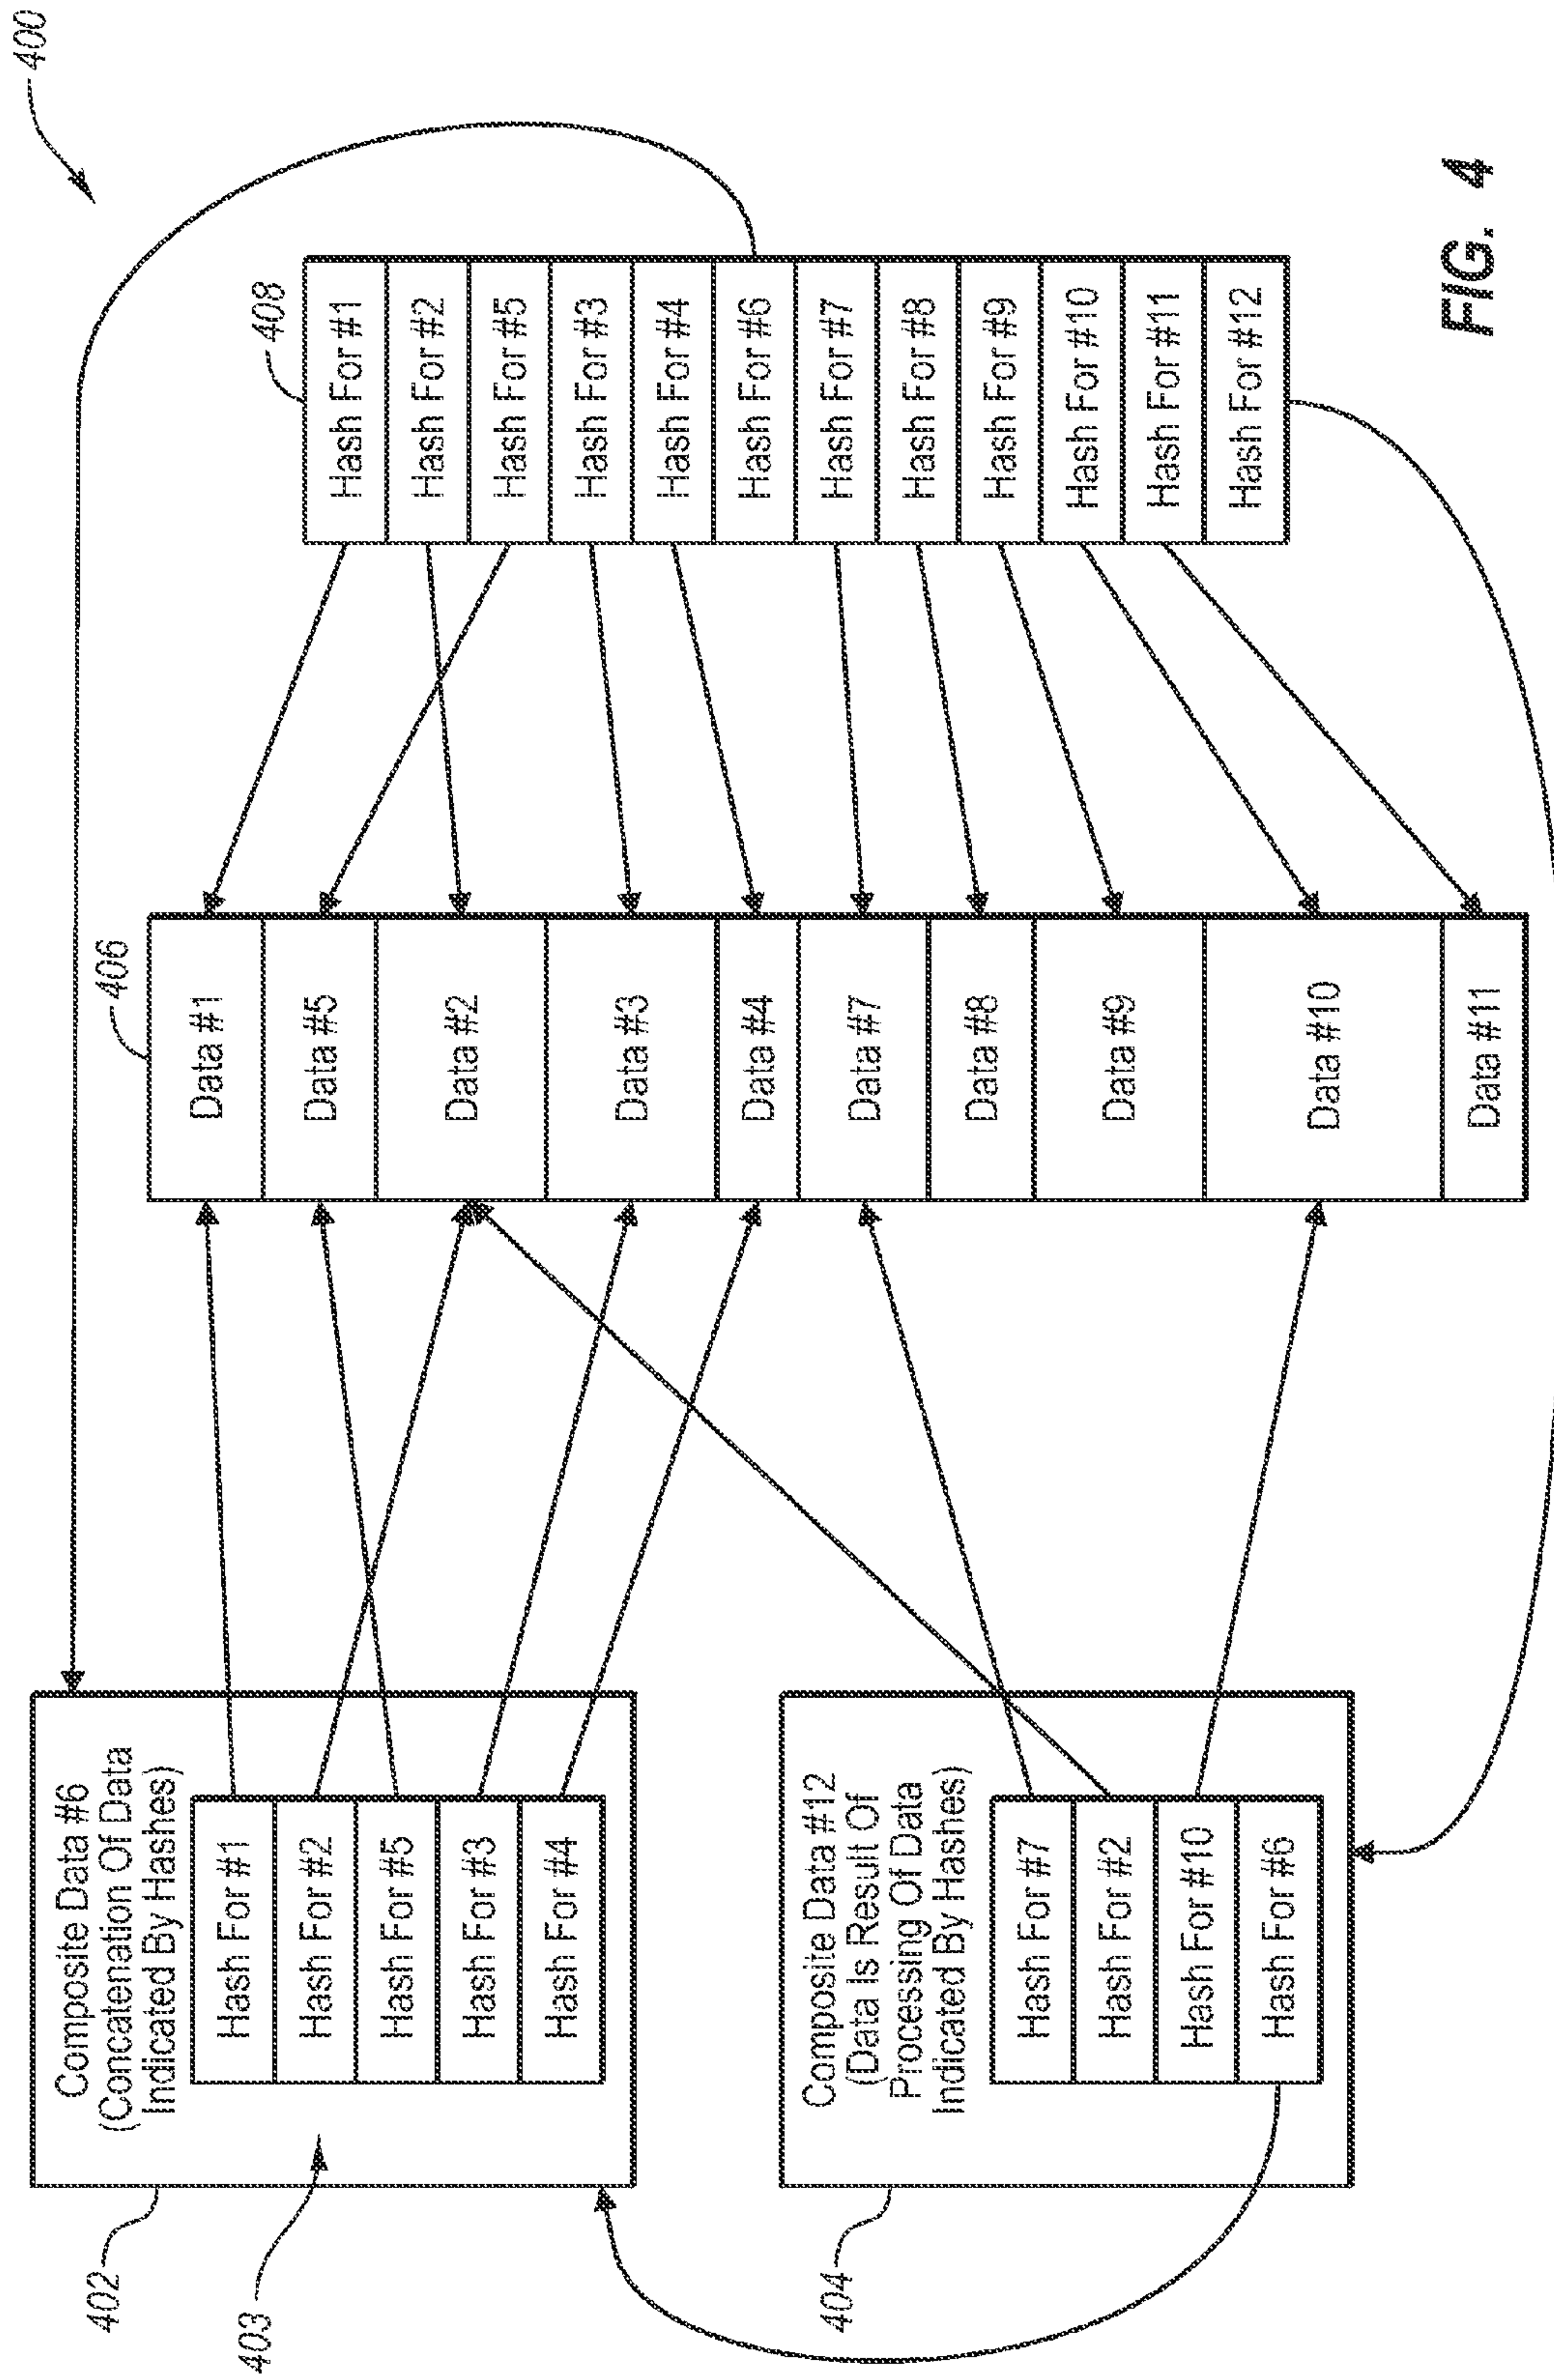 400
402
Composite Data #6
(Concatenation Of Data
Indicated By Hashes)
Hash For #1
Hash For #2
Hash For #5
Hash For #3
Hash For #4
403
404
Composite Data #12
(Data Is Result Of
Processing Of Data
Indicated By Hashes)
Hash For #7
Hash For #2
Hash For #10
Hash For #6
406
Data #1
Data #5
Data #2
Data #3
Data #4
Data #7
Data #8
Data #9
Data #10
Data #11
408
Hash For #1
Hash For #2
Hash For #5
Hash For #3
Hash For #4
Hash For #6
Hash For #7
Hash For #8
Hash For #9
Hash For #10
Hash For #11
Hash For #12
FIG. 4